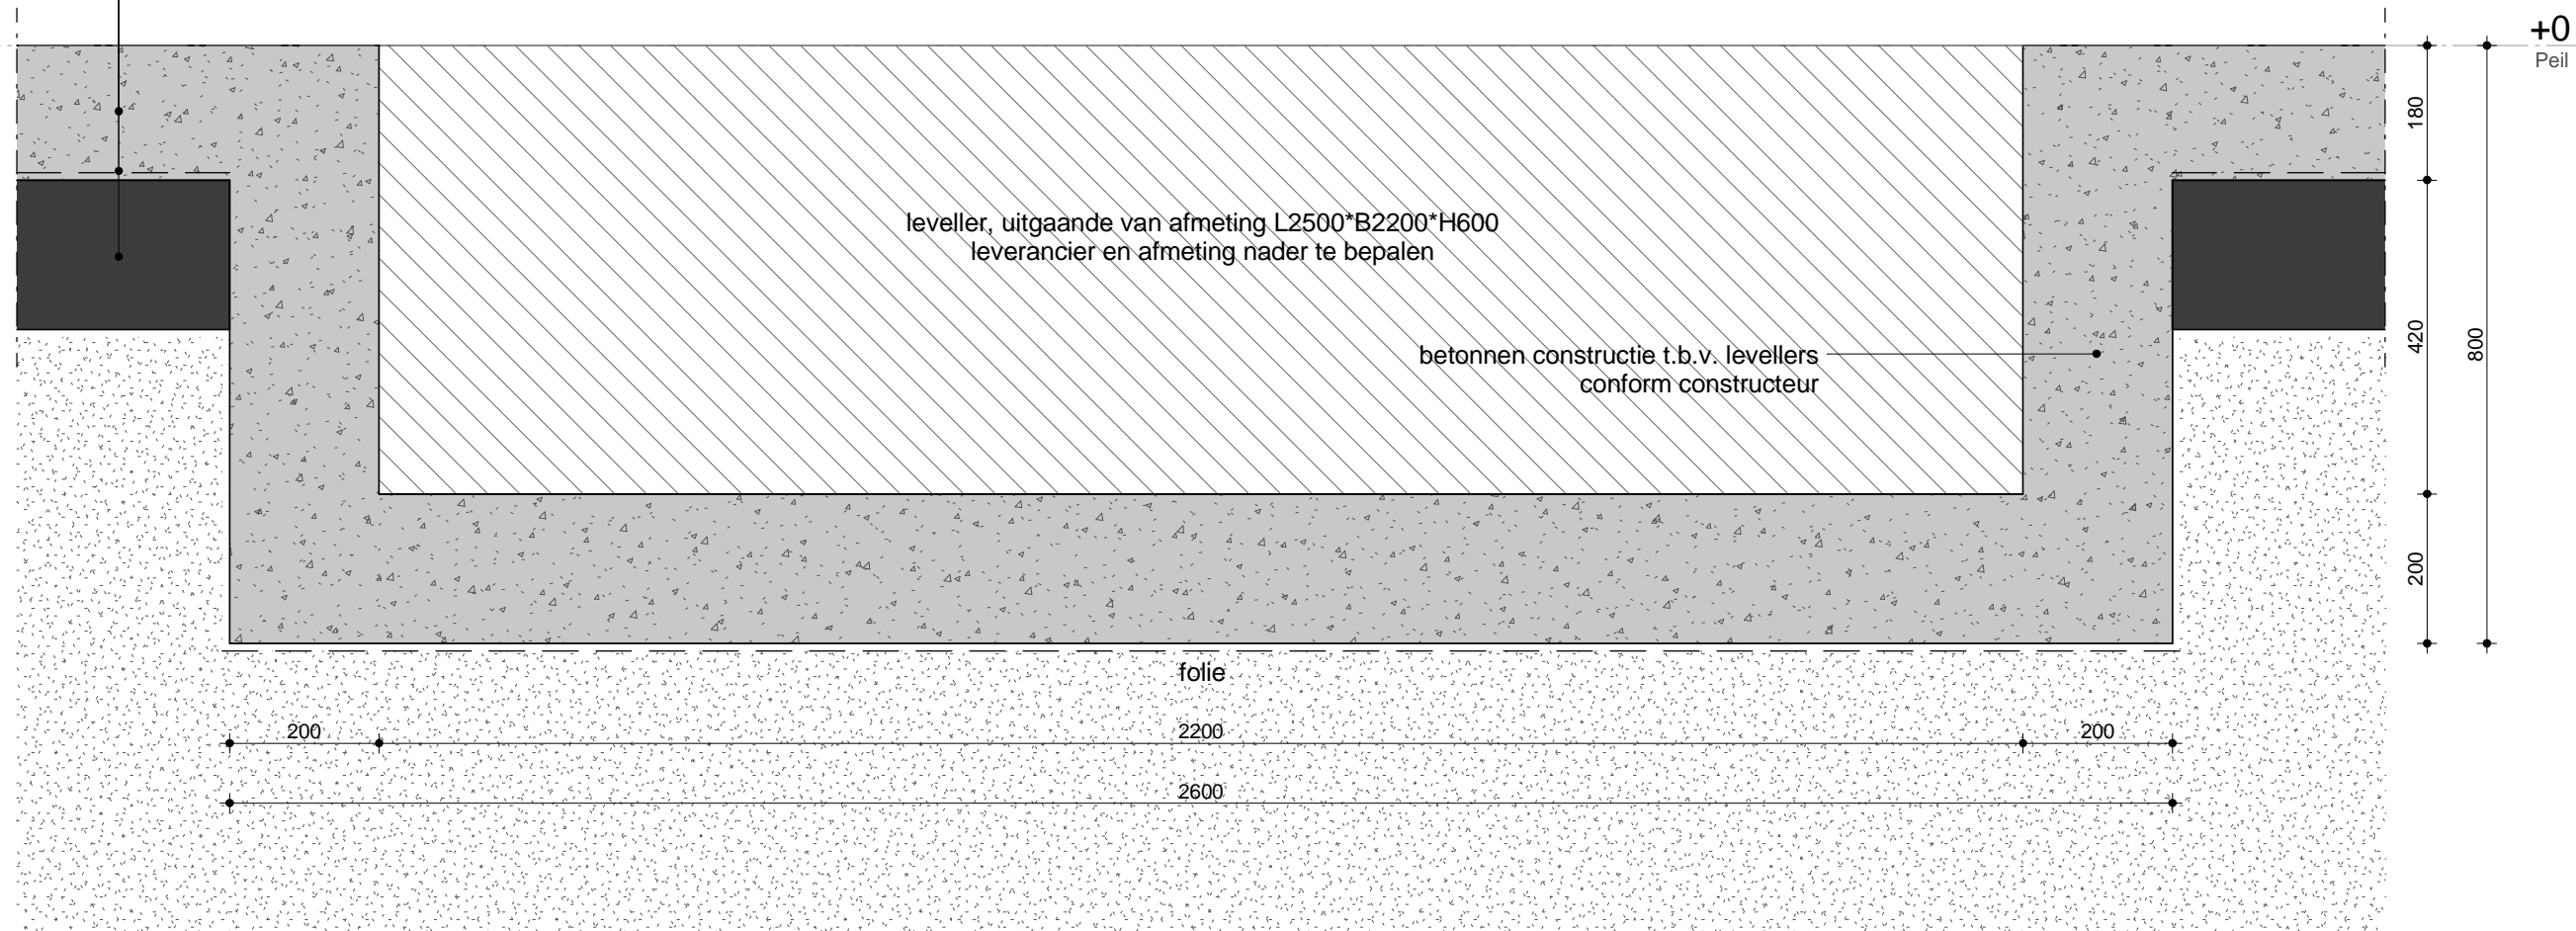 +0
Peil
180
leveller, uitgaande van afmeting L2500*B2200*H600
leverancier en afmeting nader te bepalen
betonnen constructie t.b.v. levellers
conform constructeur
420
800
200
folie
200
2200
200
2600